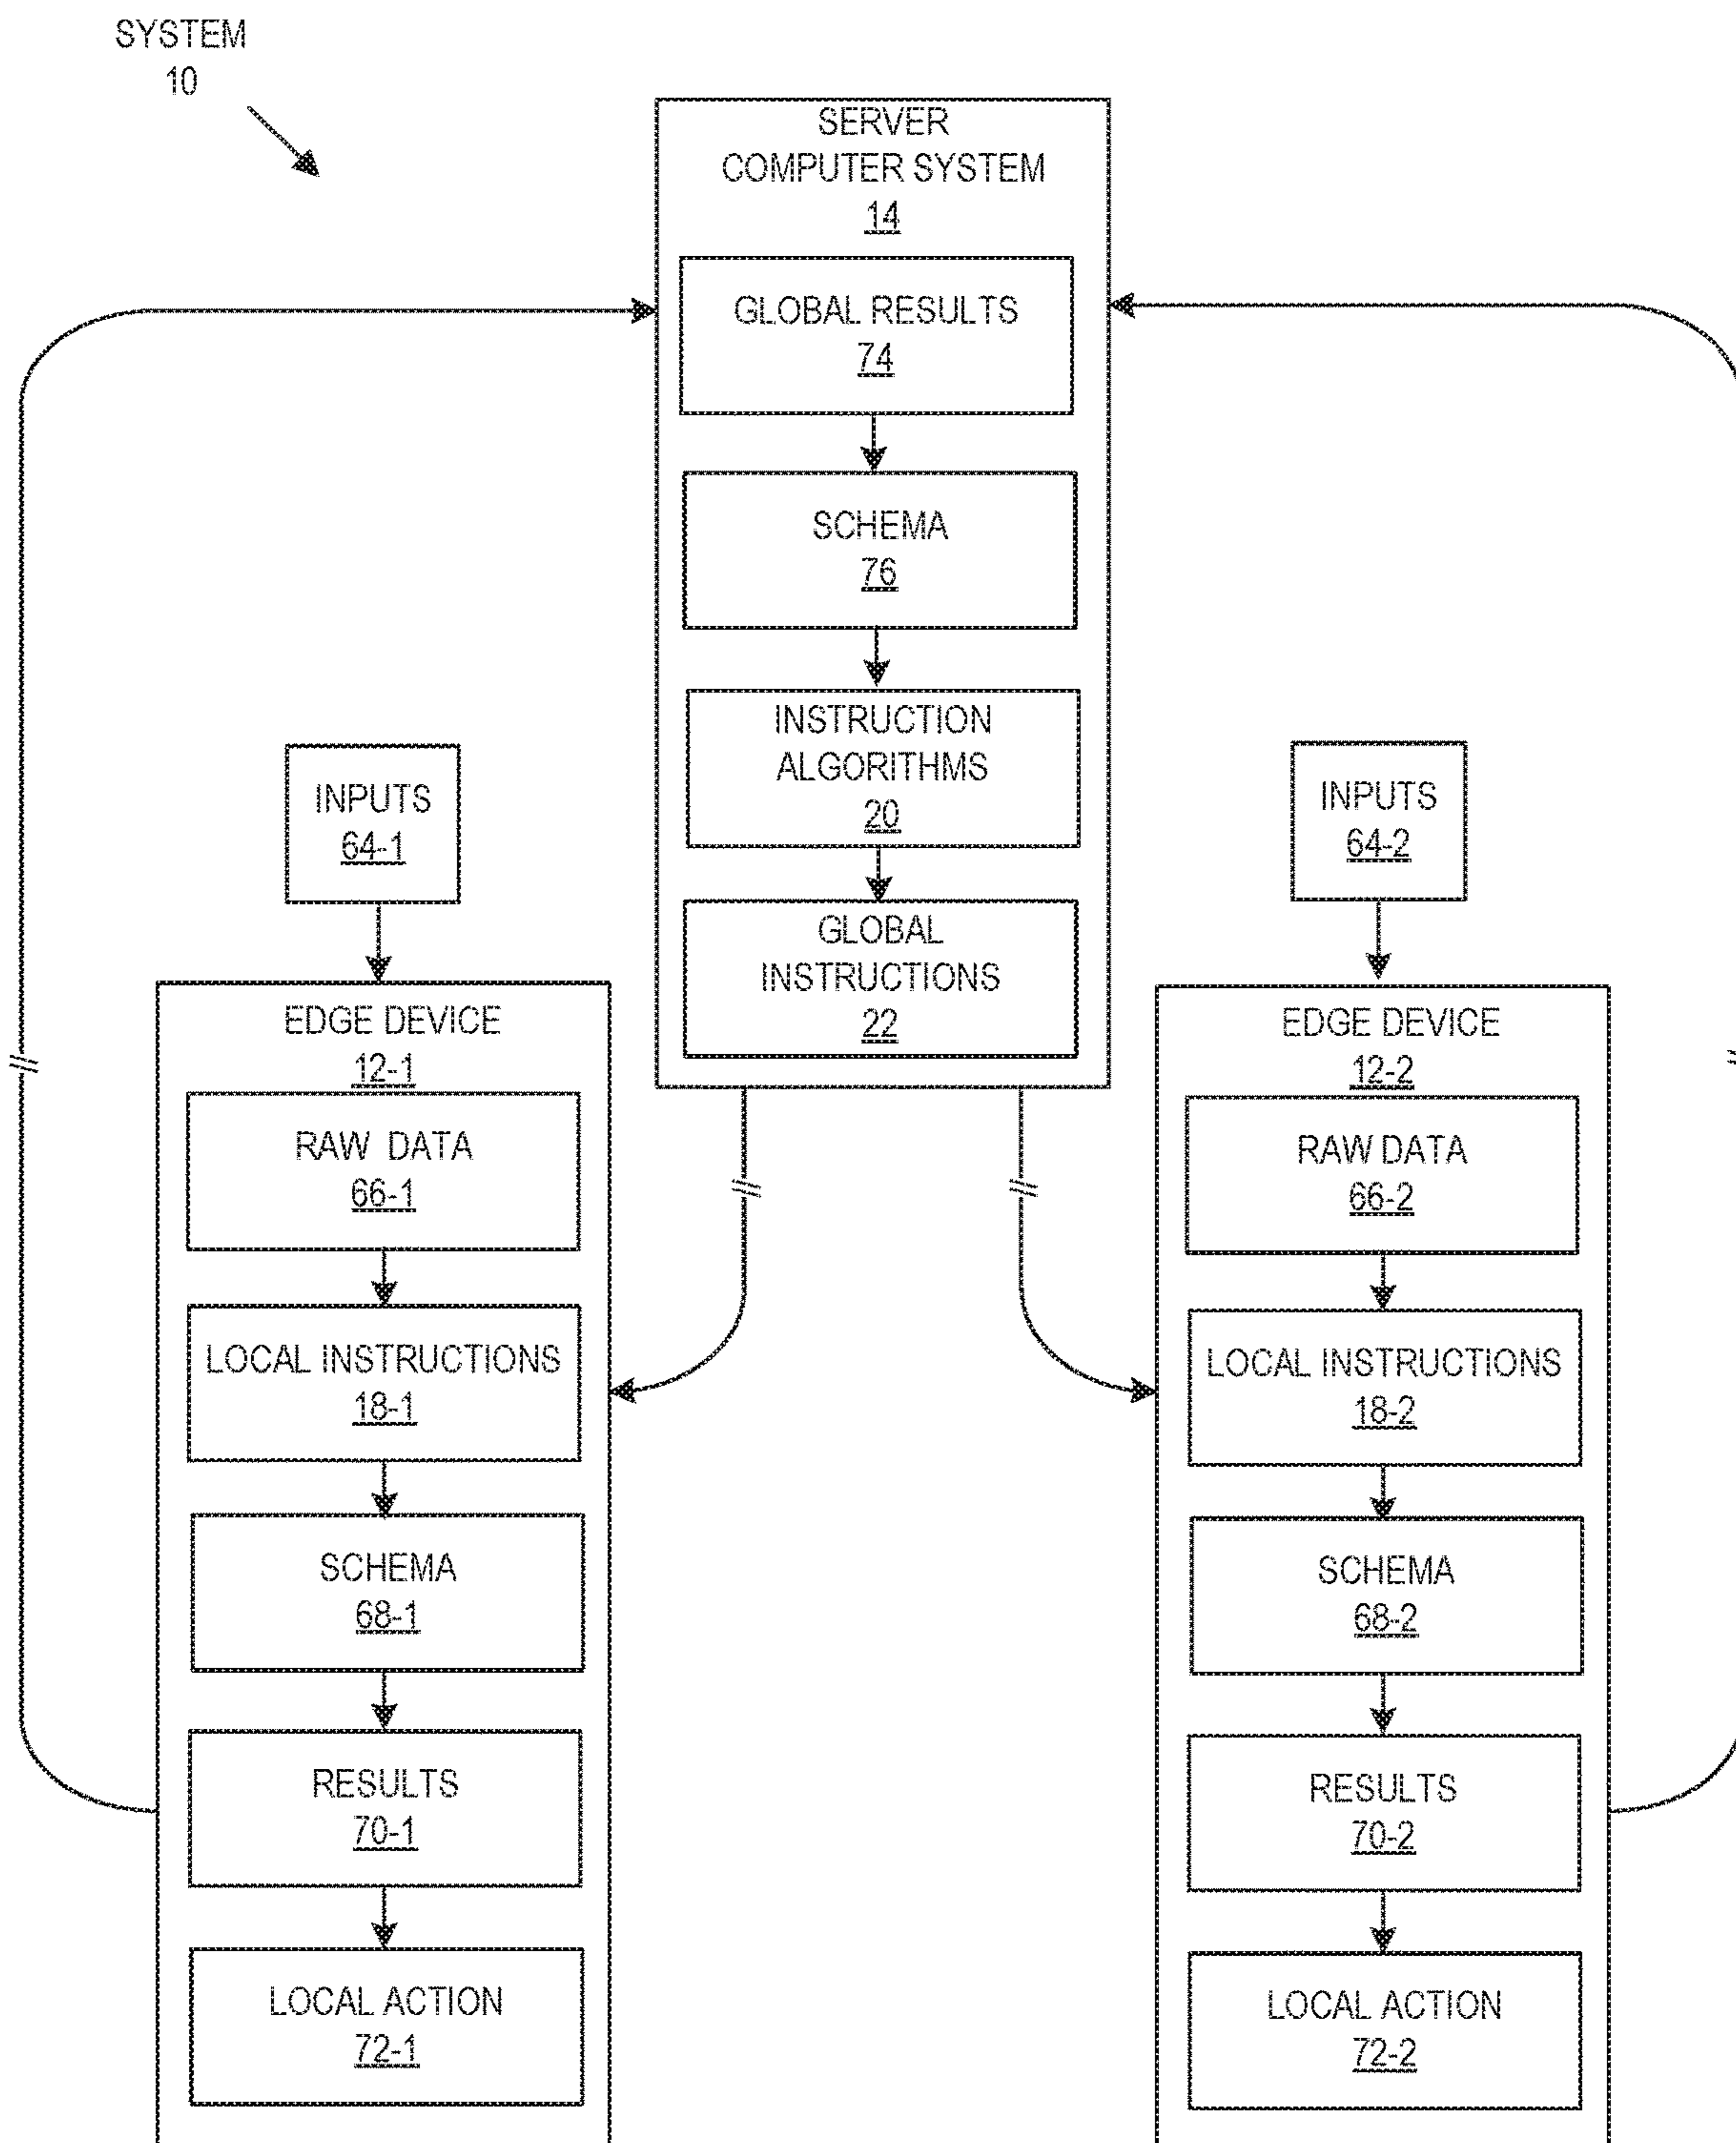 SYSTEM
10
SERVER
COMPUTER SYSTEM
14
GLOBAL RESULTS
74
SCHEMA
76
INSTRUCTION
ALGORITHMS
20
GLOBAL
INSTRUCTIONS
22
INPUTS
64-1
EDGE DEVICE
12-1
RAW DATA
66-1
LOCAL INSTRUCTIONS
18-1
SCHEMA
68-1
RESULTS
70-1
LOCAL ACTION
72-1
INPUTS
64-2
EDGE DEVICE
12-2
RAW DATA
66-2
LOCAL INSTRUCTIONS
18-2
SCHEMA
68-2
RESULTS
70-2
LOCAL ACTION
72-2